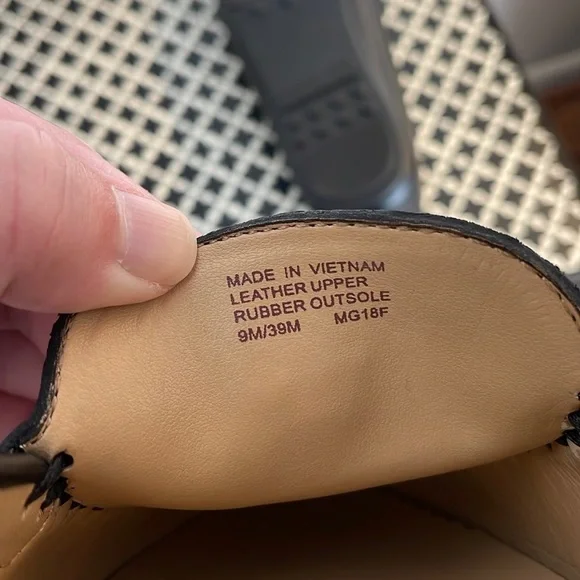 MADE IN VIETNAM
LEATHER UPPER
RUBBER OUTSOLE
9M/39M MG18F